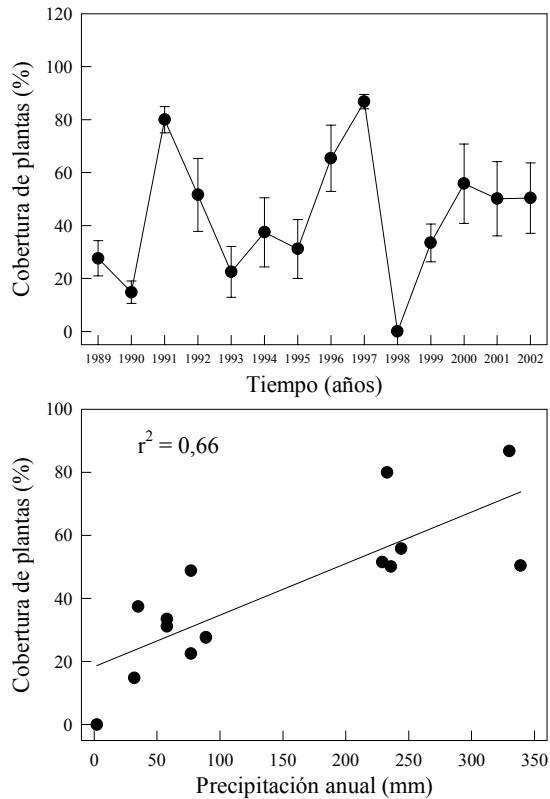 120
100
80
60
40
20
0
Cobertura de plantas (%)
1989 1990 1991 1992 1993 1994 1995 1996 1997 1998 1999 2000 2001 2002
Tiempo (años)
100
80
60
40
20
0
Cobertura de plantas (%)
r² = 0,66
0 50 100 150 200 250 300 350
Precipitación anual (mm)